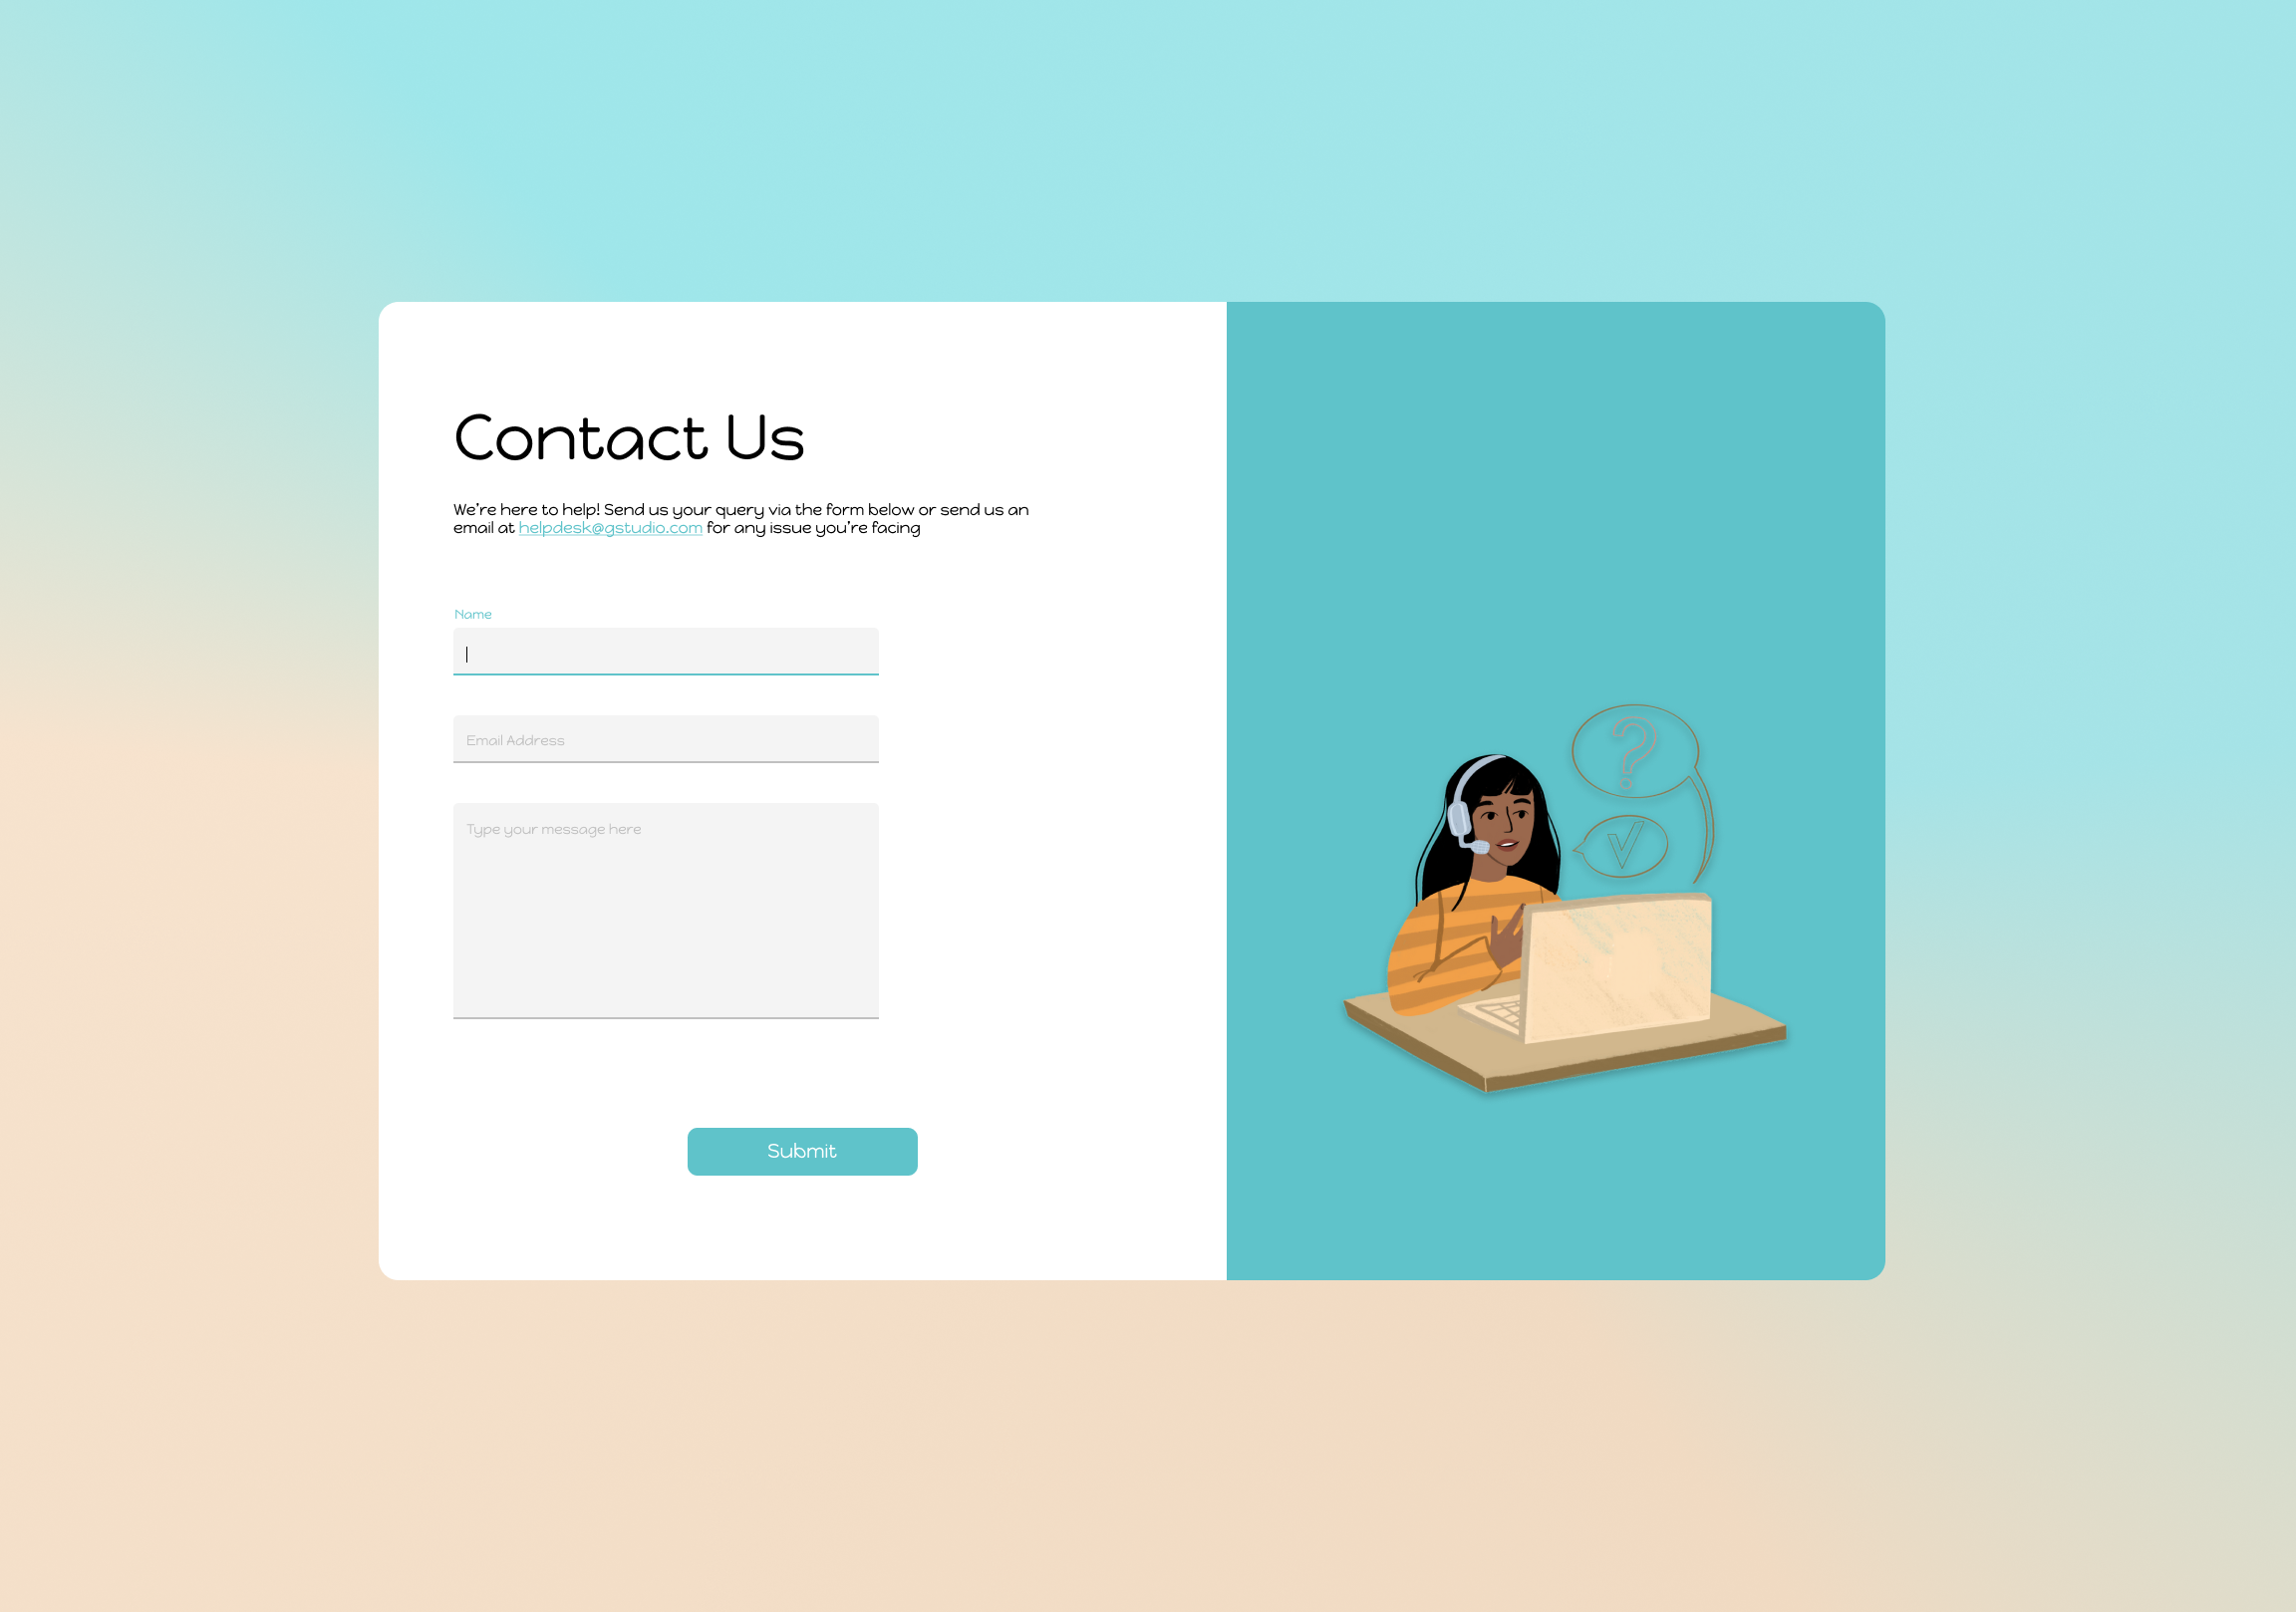 Contact Us
We're here to help! Send us your query via the form below or send us an
email at helpdesk@gstudio.com for any issue you're facing
Name
Email Address
Type your message here
Submit
?
√